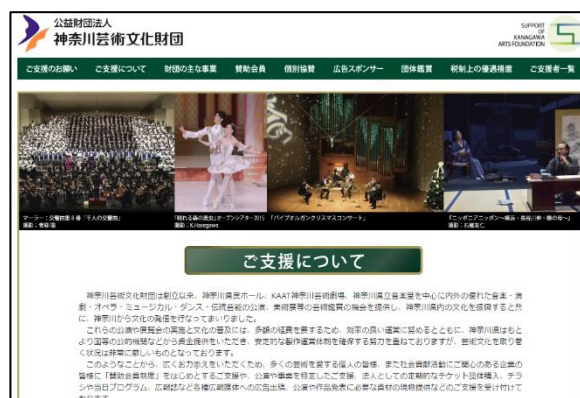 公益財団法人
神奈川芸術文化財団
SUPPORT
OF
KANAGAWA
ARTS FOUNDATION
ご支援のお願い ご支援について 財団の主な事業 賛助会員 個別協賛 広告スポンサー 団体鑑賞 税制上の優遇措置 ご支援者一覧
マーラー：交響曲第8番「千人の交響曲」
『眠れる森の美女』オープンシアター2015
撮影：K.Hasegawa
「パイプオルガンクリスマスコンサート」
『ニッポニアニッポン～横浜・長谷川伸・瞼の母～』
ご支援について
神奈川芸術文化財団は創立以来、神奈川県民ホール、KAAT神奈川芸術劇場、神奈川県立音楽堂を中心に内外の優れた音楽・演
劇・オペラ・ミュージカル・ダンス・伝統芸能の公演、美術展等の芸術鑑賞の機会を提供し、神奈川県内の文化を振興すると共
に、神奈川から文化の発信を行なってまいりました。
これらの公演や展覧会の実施と文化の普及には、多額の経費を要するため、効率の良い運営に努めるとともに、神奈川県はもと
より国等の公的機関などから資金提供をいただき、安定的な製作運営体制を確保する努力を重ねておりますが、芸術文化を取り巻
く状況は非常に厳しいものとなっております。
このようなことから、広くお力添えをいただくため、多くの芸術を愛する個人の皆様、また社会貢献活動にご関心のある企業の
皆様に「賛助会員制度」をはじめとするご支援や、公演や事業を特定したご支援、法人としての定期的なチケット団体購入、チラ
シや当日プログラム、広報誌など各種広報媒体への広告出稿、公演や作品発表に必要な資材の現物提供などのご支援を受け付けて
おります。